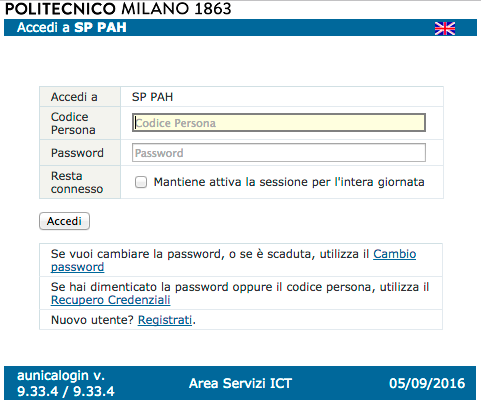 POLITECNICO MILANO 1863
Accedi a SP PAH
Accedi a SP PAH
Codice
Persona
Codice Persona
Password Password
Resta
connesso
Mantiene attiva la sessione per l'intera giornata
Accedi
Se vuoi cambiare la password, o se è scaduta, utilizza il Cambio
password
Se hai dimenticato la password oppure il codice persona, utilizza il
Recupero Credenziali
Nuovo utente? Registrati.
aunicalogin v.
9.33.4 / 9.33.4
Area Servizi ICT
05/09/2016